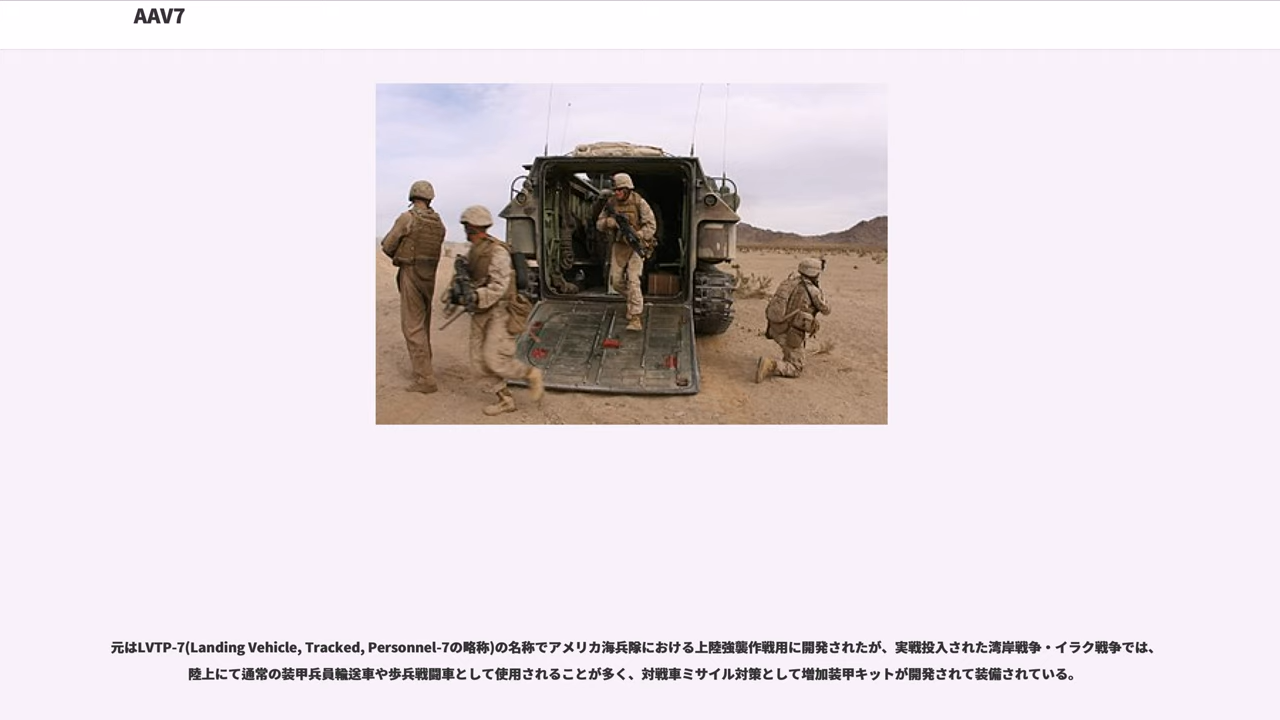 AAV7
元はLVTP-7(Landing Vehicle, Tracked, Personnel-7の略称)の名称でアメリカ海兵隊における上陸強襲作戦用に開発されたが、実戦投入された湾岸戦争・イラク戦争では、
陸上にて通常の装甲兵員輸送車や歩兵戦闘車として使用されることが多く、対戦車ミサイル対策として増加装甲キットが開発されて装備されている。